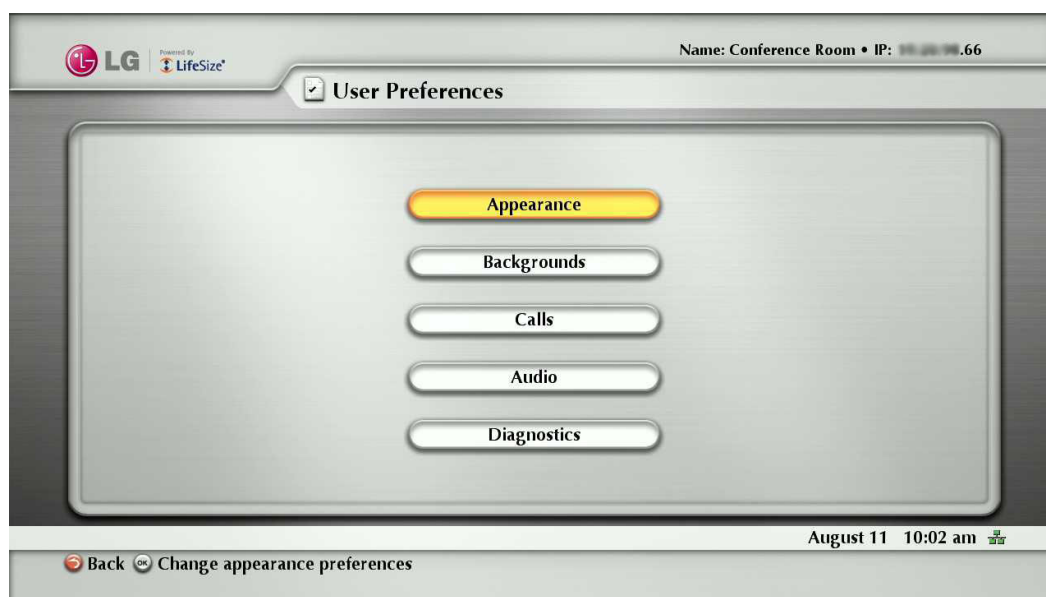 LG
Powered By
LifeSize
Name: Conference Room • IP: .66
User Preferences
Appearance
Backgrounds
Calls
Audio
Diagnostics
August 11 10:02 am
Back OK Change appearance preferences